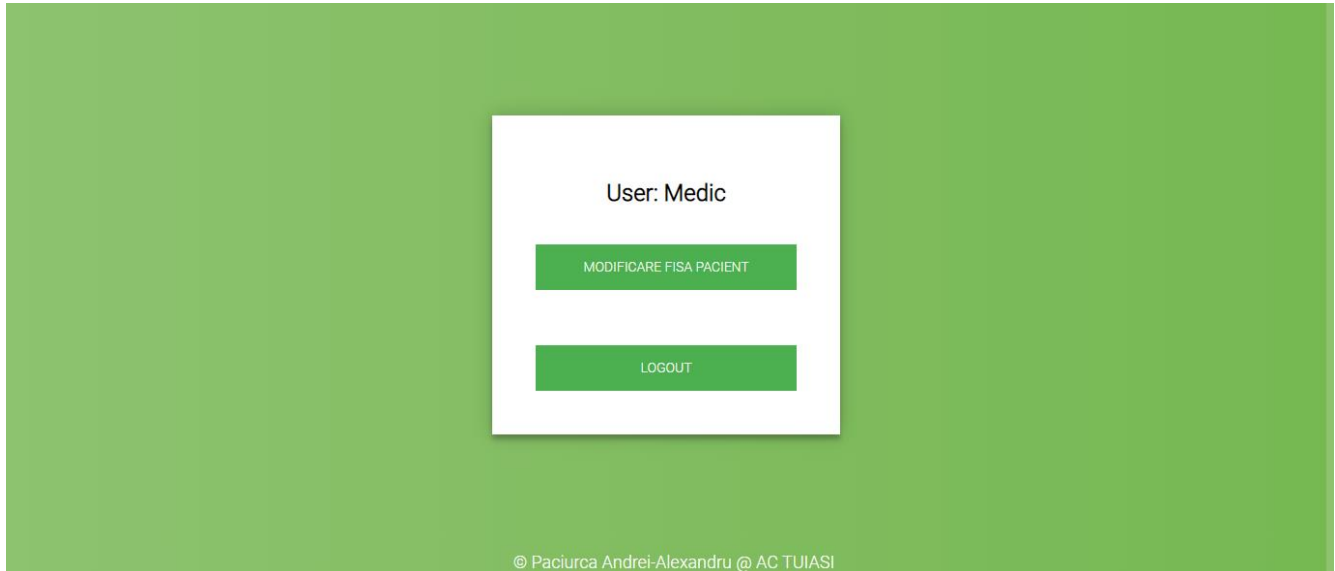 User: Medic
MODIFICARE FISA PACIENT
LOGOUT
© Paciurca Andrei-Alexandru @ AC TUIASI